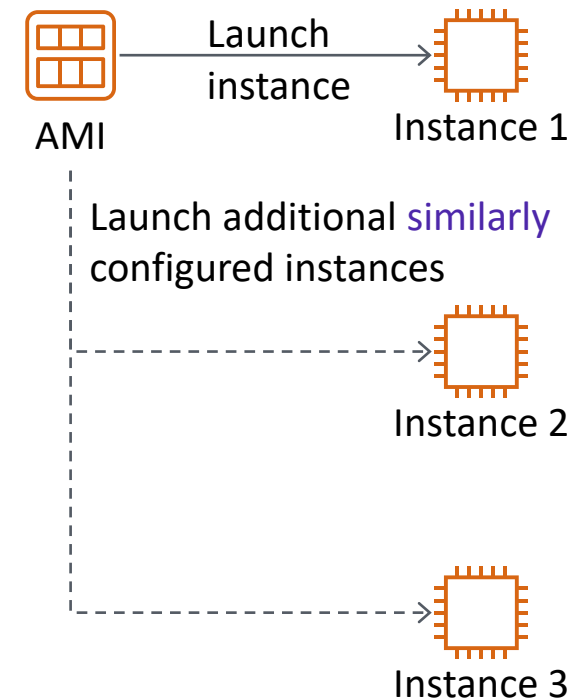 Launch
instance
AMI
Instance 1
Launch additional similarly
configured instances
Instance 2
Instance 3